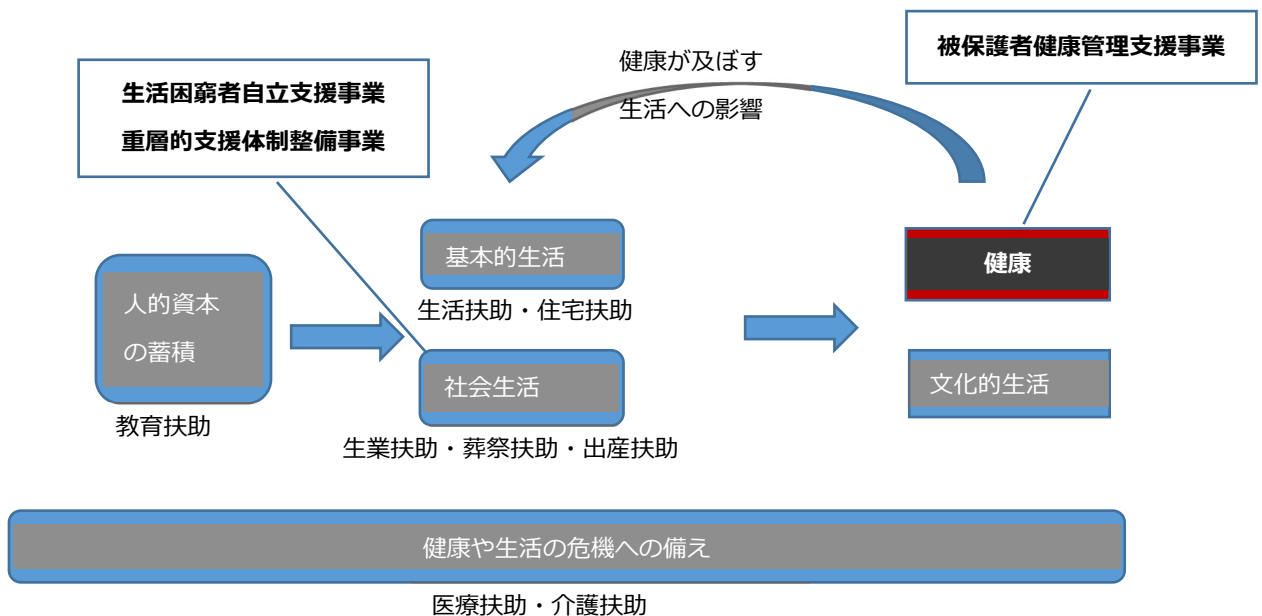 被保護者健康管理支援事業
健康が及ぼす
生活への影響
生活困窮者自立支援事業
重層的支援体制整備事業
基本的生活
生活扶助・住宅扶助
健康
人的資本
の蓄積
教育扶助
社会生活
生業扶助・葬祭扶助・出産扶助
文化的生活
健康や生活の危機への備え
医療扶助・介護扶助